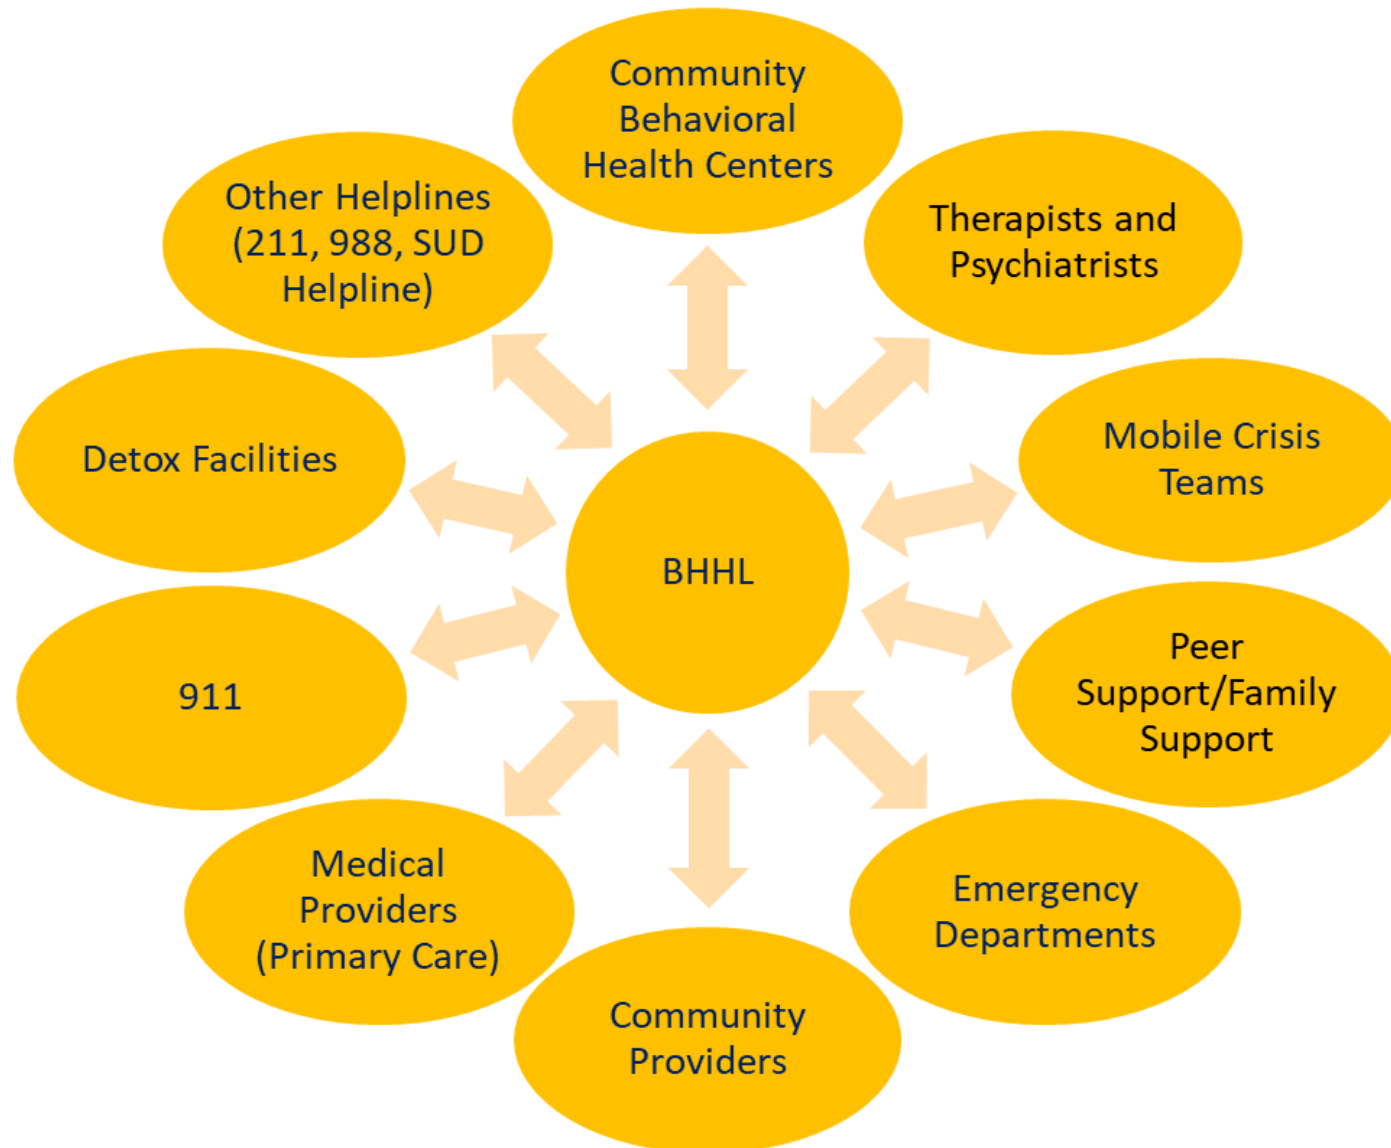 Community
Behavioral
Health Centers
Therapists and
Psychiatrists
Mobile Crisis
Teams
Peer
Support/Family
Support
Emergency
Departments
Community
Providers
Medical
Providers
(Primary Care)
911
Detox Facilities
Other Helplines
(211, 988, SUD
Helpline)
BHHL